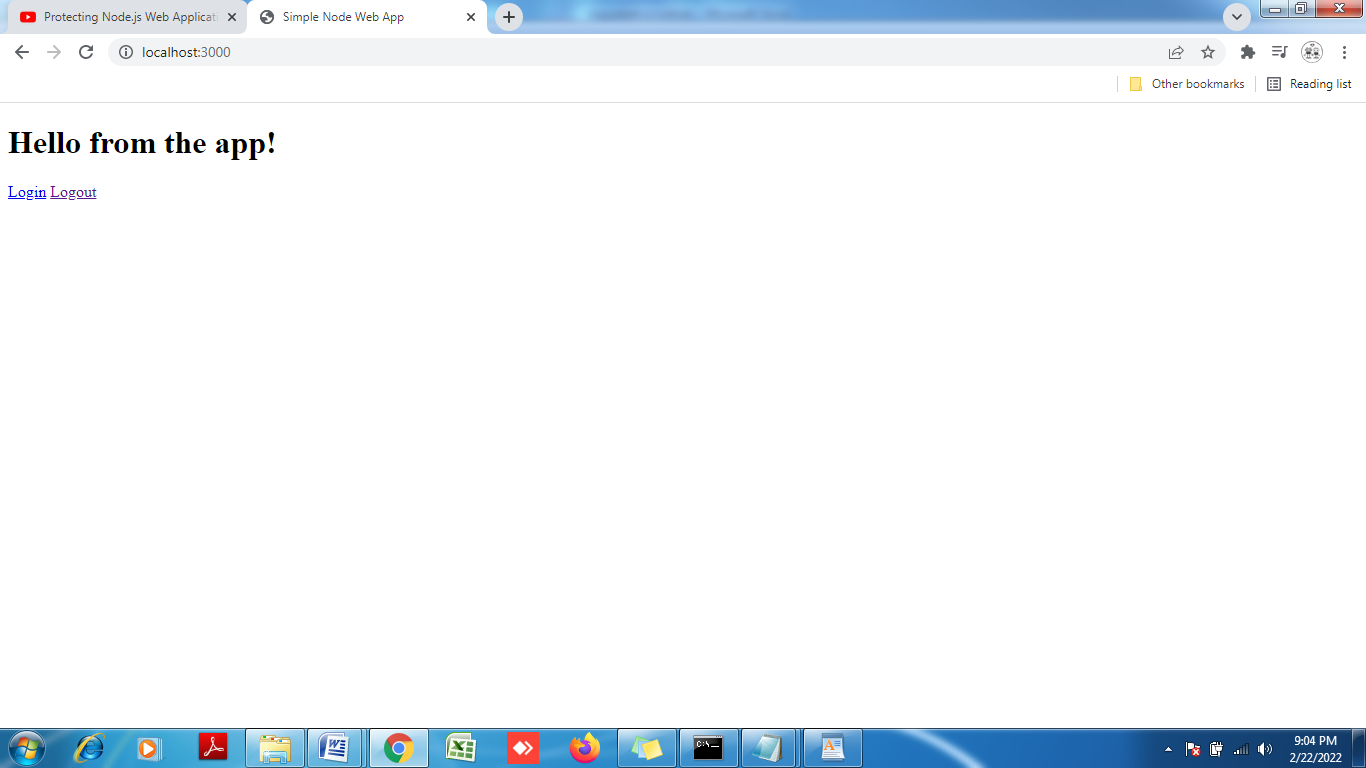 Protecting Node.js Web Applicati
Simple Node Web App
localhost:3000
Other bookmarks
Reading list
Hello from the app!
Login Logout
C:\_
9:04 PM
2/22/2022